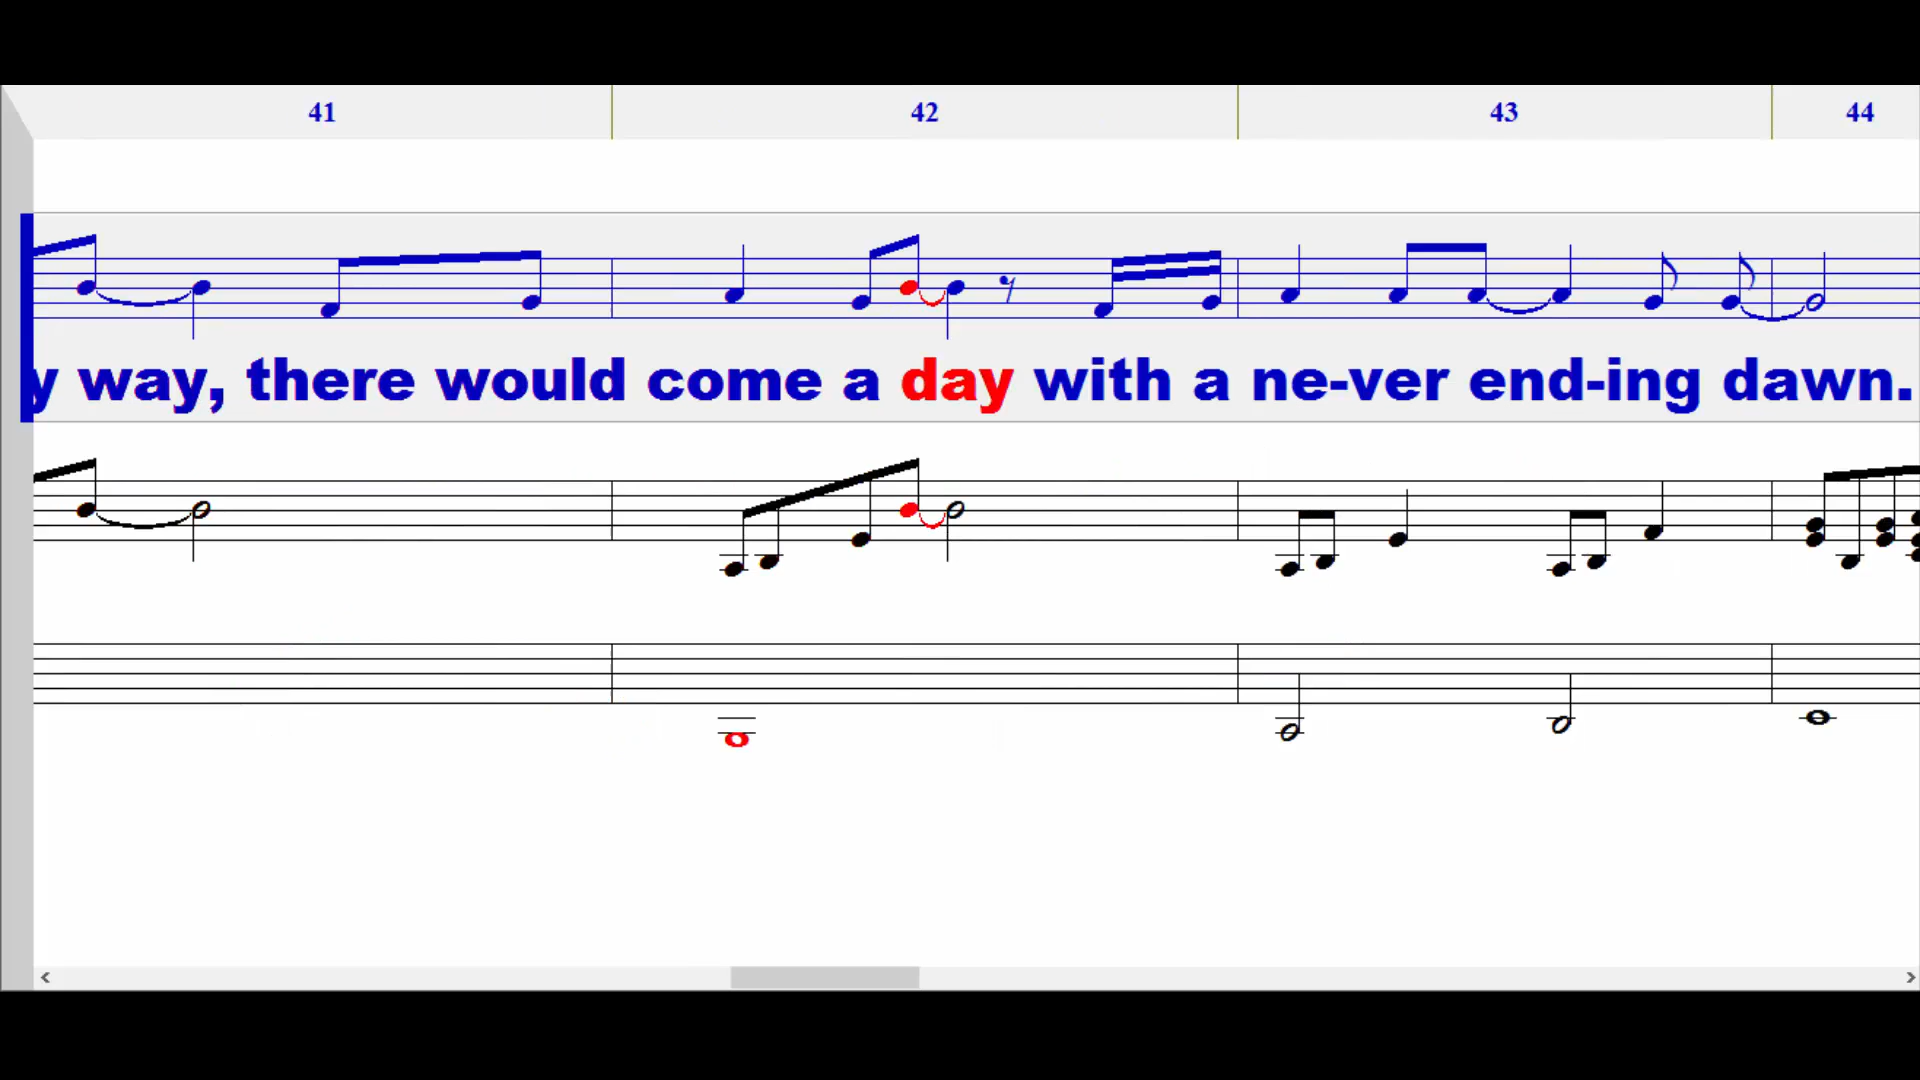 41 42 43 44
y way, there would come a day with a ne-ver end-ing dawn.